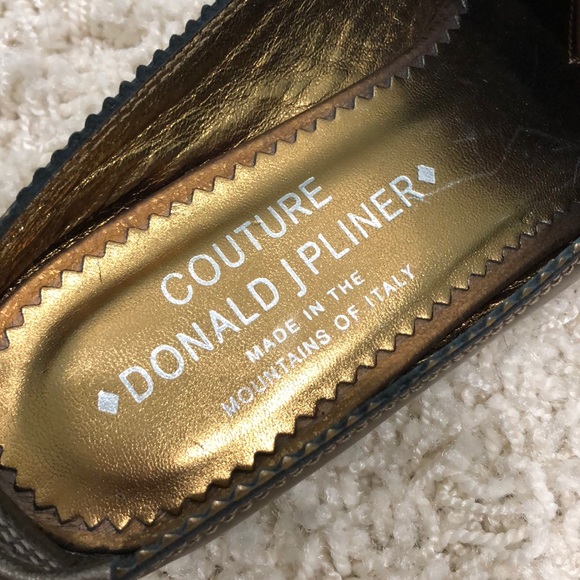 COUTURE
♦DONALD J PLINER♦
MADE IN THE
MOUNTAINS OF ITALY